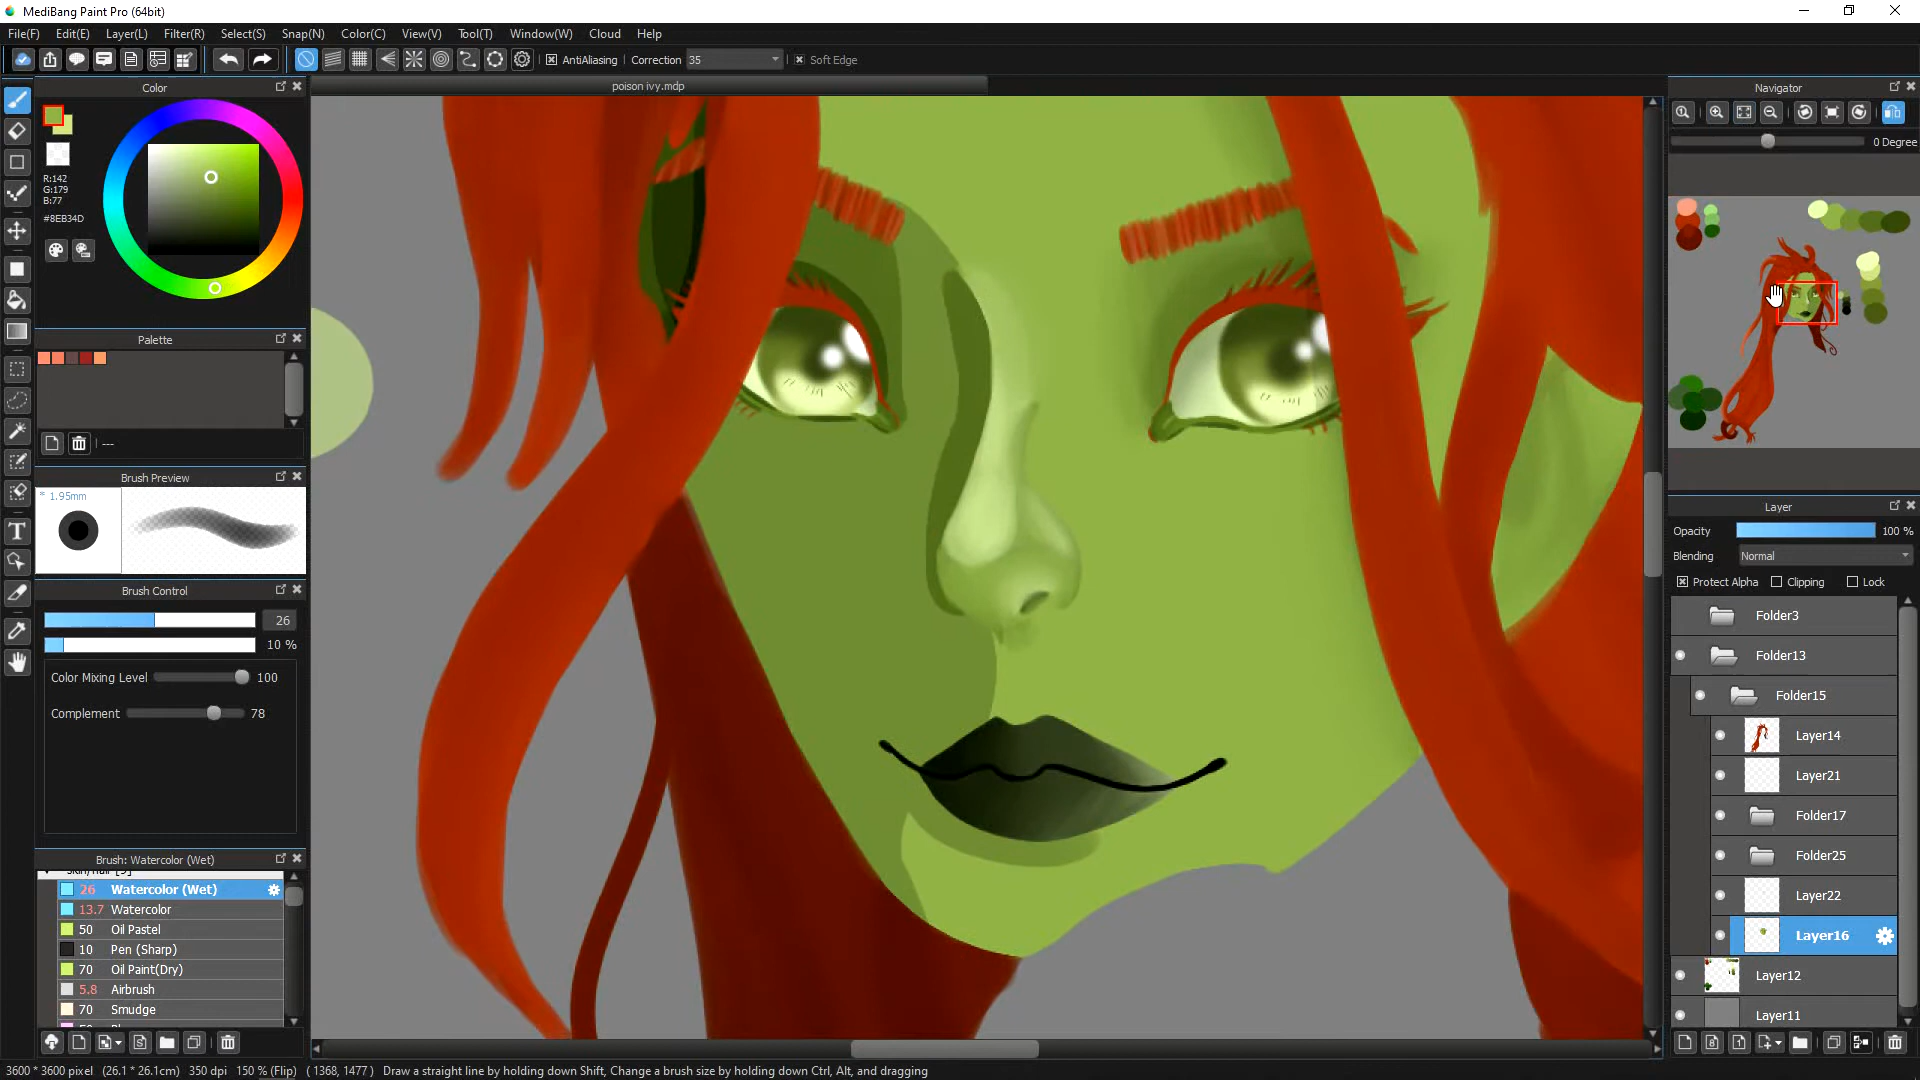 MediBang Paint Pro (64bit)
File(F) Edit(E) Layer(L) Filter(R) Select(S) Snap(N) Color(C) View(V) Tool(T) Window(W) Cloud Help
AntiAliasing Correction 35 Soft Edge
Color
poison ivy.mdp
Navigator
0 Degree
R:142
G:179
B:77
#8EB34D
Palette
---
Brush Preview
* 1.95mm
Brush Control
26
10 %
Color Mixing Level 100
Complement 78
Brush: Watercolor (Wet)
26 Watercolor (Wet)
13.7 Watercolor
50 Oil Pastel
10 Pen (Sharp)
70 Oil Paint(Dry)
5.8 Airbrush
70 Smudge
Layer
Opacity 100 %
Blending Normal
Protect Alpha Clipping Lock
Folder3
Folder13
Folder15
Layer14
Layer21
Folder17
Folder25
Layer22
Layer16
Layer12
Layer11
3600 * 3600 pixel (26.1 * 26.1cm) 350 dpi 150 % (Flip) ( 1368, 1477 ) Draw a straight line by holding down Shift, Change a brush size by holding down Ctrl, Alt, and dragging